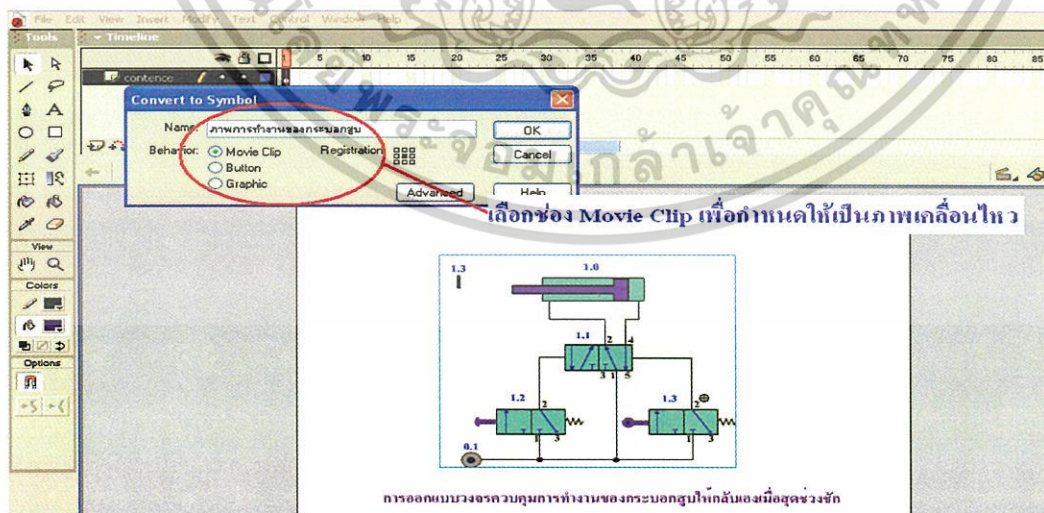 File Edit View Insert Modify Text Control Window Help
Tools
Timeline
5 10 15 20 25 30 35 40 45 50 55 60 65 70 75 80 85
contence
Convert to Symbol
Name: ภาพการทำงานของกระบอกสูบ
OK
Behavior: Movie Clip Registration:
Cancel
Button
Graphic
Advanced Help
เลือกช่อง Movie Clip เพื่อกำหนดให้เป็นภาพเคลื่อนไหว
View
Colors
Options
1.3 1.0
1.1 2 4
3 1 5
1.2 2 1.3 2
1 3 1 3
0.1
การออกแบบวงจรควบคุมการทำงานของกระบอกสูบให้กลับเองเมื่อสุดช่วงชัก